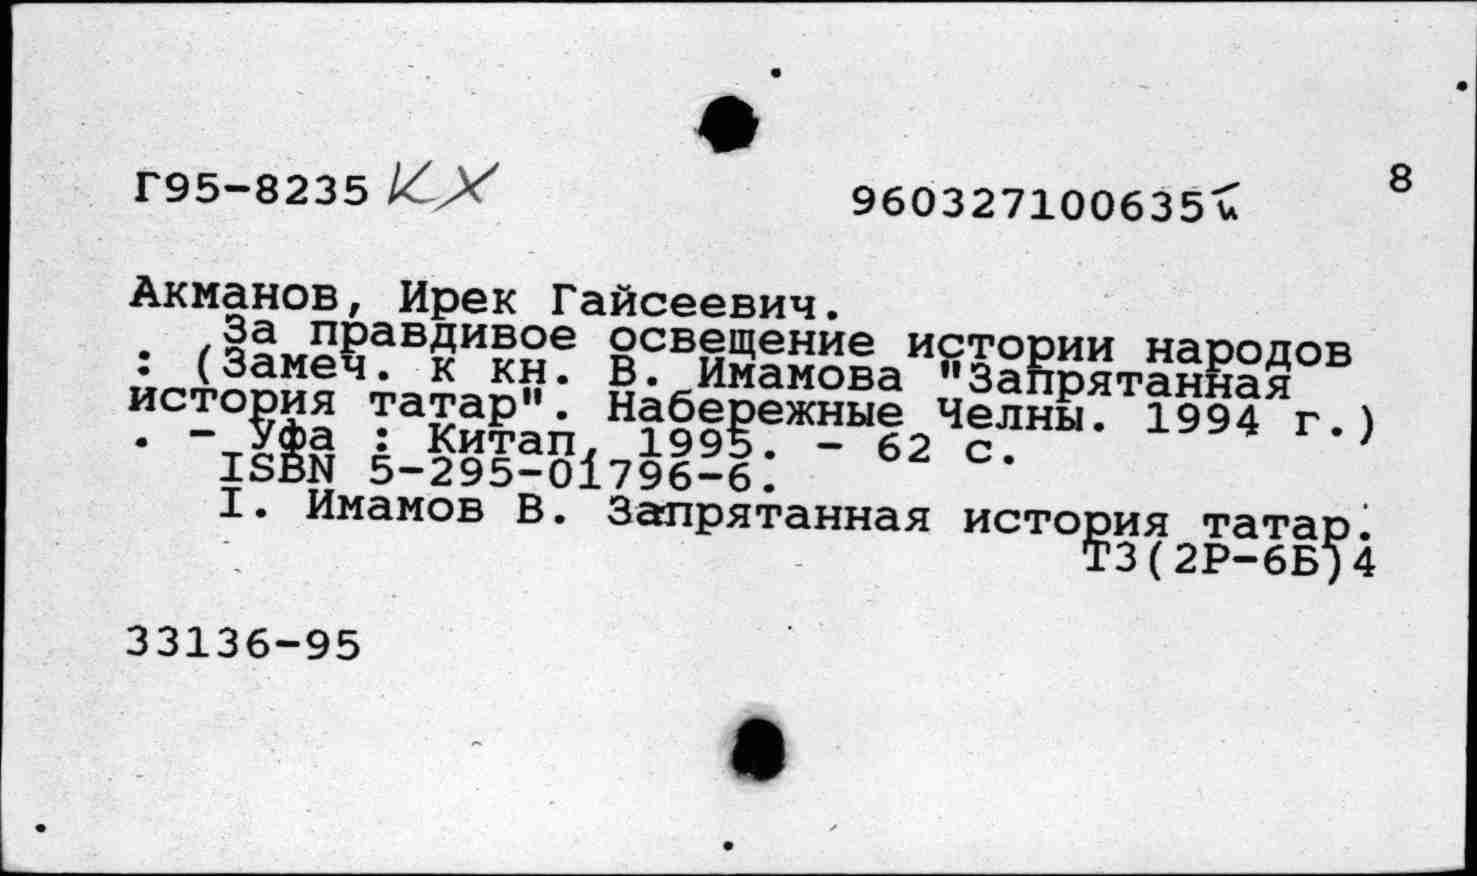 Г95-8235 КХ 9603271006351и 8
Акманов, Ирек Гайсеевич.
За правдивое освещение истории народов
: (Замеч. к кн. В. Имамова "Запрятанная
история татар". Набережные Челны. 1994 г.)
. - Уфа : Китап, 1995. - 62 с.
ISBN 5-295-01796-6.
I. Имамов В. Запрятанная история татар.
Т3(2Р-6Б)4
33136-95